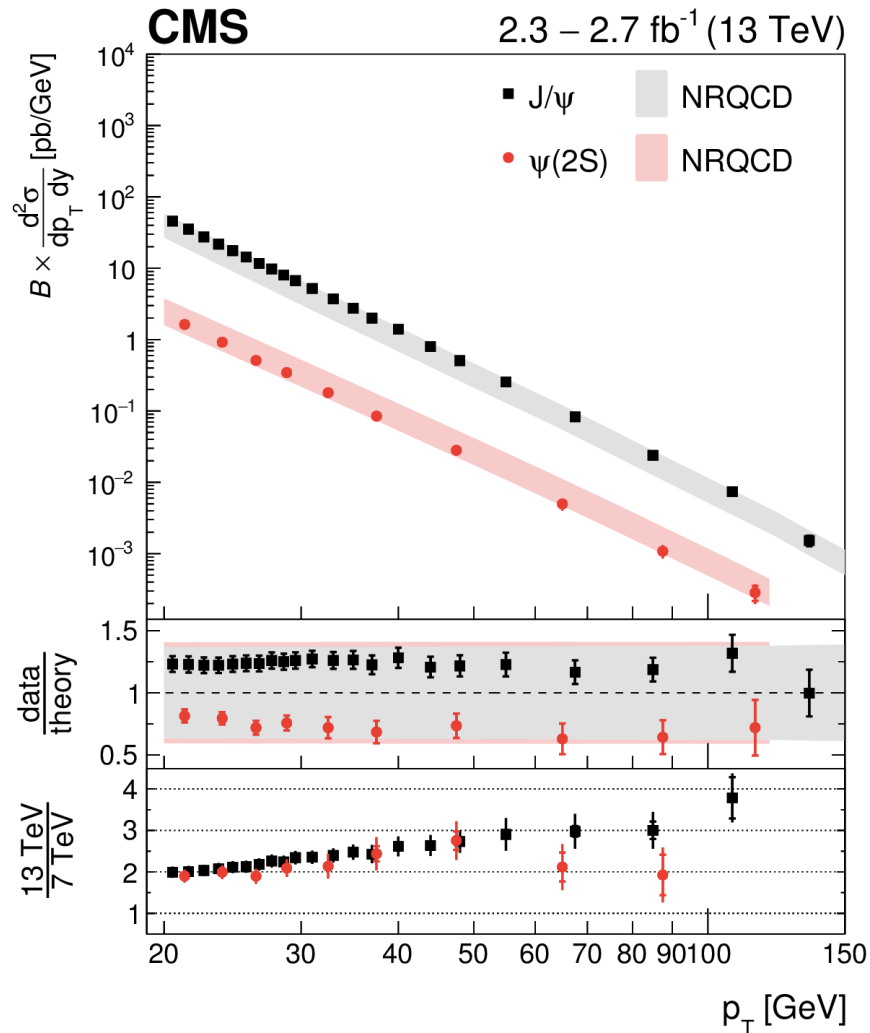 CMS 2.3 – 2.7 fb⁻¹ (13 TeV)
B × d²σ/dp_T dy [pb/GeV]
J/ψ NRQCD
ψ(2S) NRQCD
10⁴
10³
10²
10
1
10⁻¹
10⁻²
10⁻³
data
theory
1.5
1
0.5
13 TeV
7 TeV
4
3
2
1
20 30 40 50 60 70 80 90 100 150
p_T [GeV]